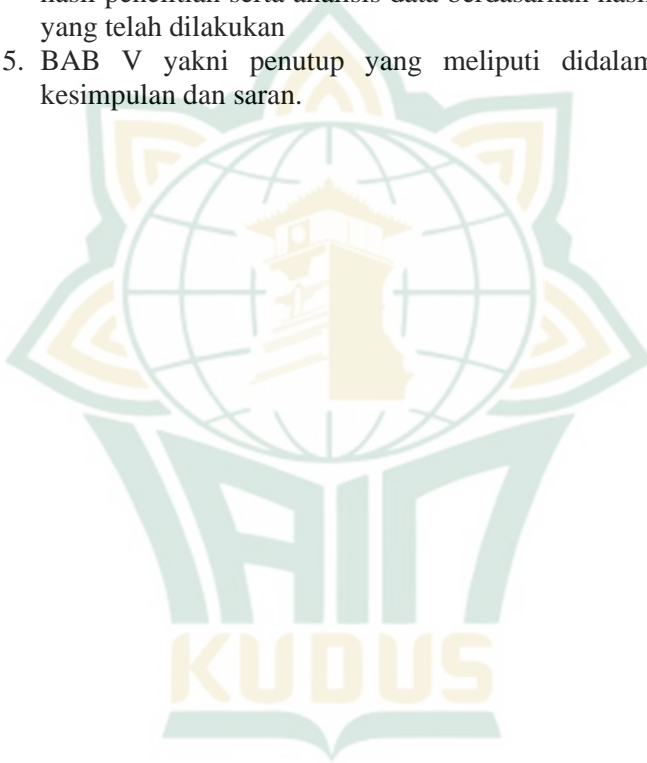 hasil penelitian serta analisis data berdasarkan hasil
yang telah dilakukan
5. BAB V yakni penutup yang meliputi didalam
kesimpulan dan saran.
IAIN
KUDUS